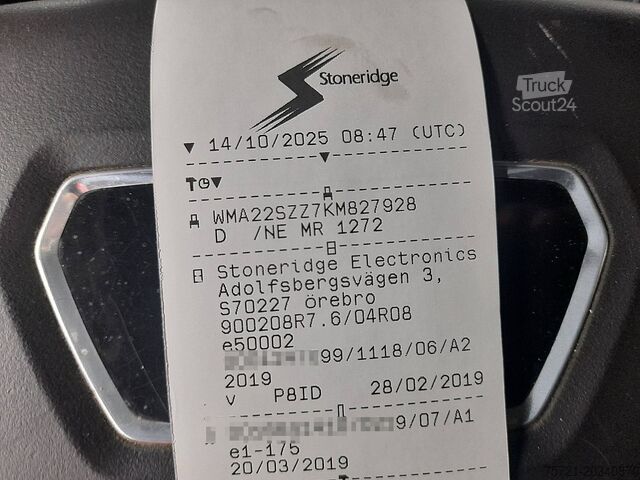 Stoneridge
Truck
Scout24
▼ 14/10/2025 08:47 (UTC)
WMA22SZZ7KM827928
D /NE MR 1272
Stoneridge Electronics
Adolfsbergsvägen 3,
S70227 örebro
900208R7.6/04R08
e50002
99/1118/06/A2
2019
v P8ID 28/02/2019
9/07/A1
e1-175
20/03/2019